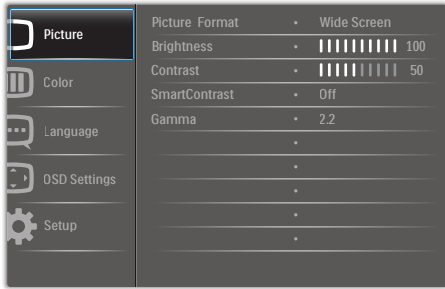 Picture
Color
Language
OSD Settings
Setup
Picture Format • Wide Screen
Brightness • 100
Contrast • 50
SmartContrast • Off
Gamma • 2.2
•
•
•
•
•